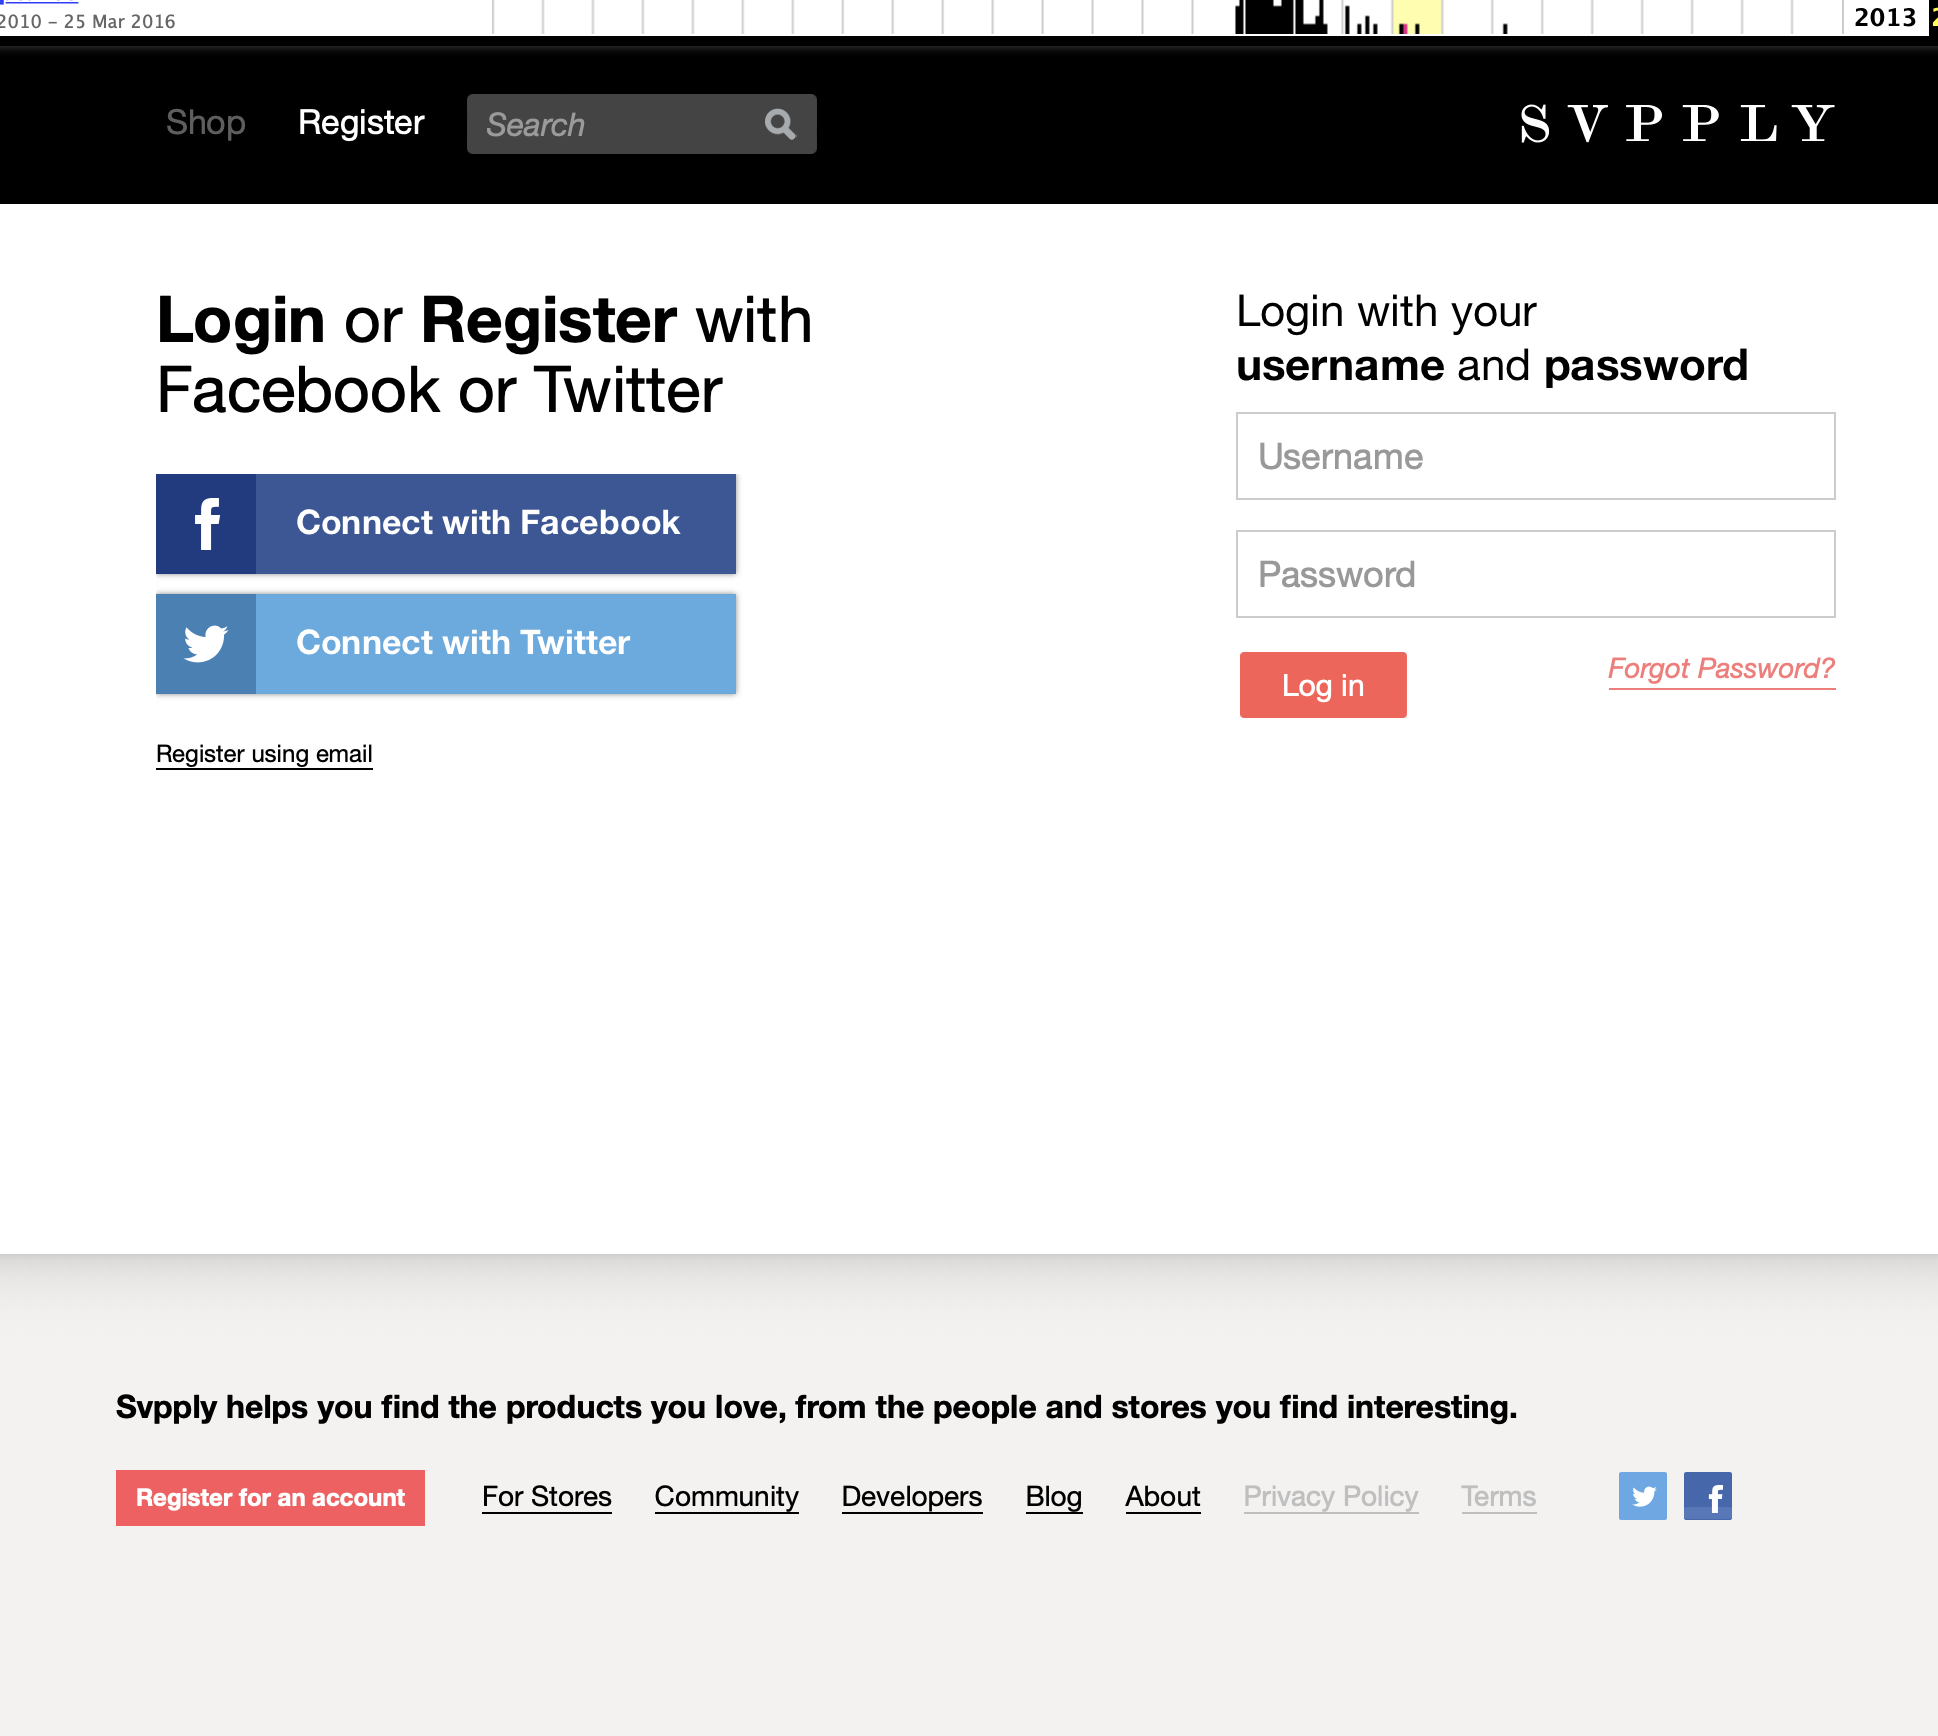 2010 – 25 Mar 2016
2013
Shop
Register
Search
SVPPLY
Login or Register with
Facebook or Twitter
Connect with Facebook
Connect with Twitter
Register using email
Login with your
username and password
Username
Password
Log in
Forgot Password?
Svpply helps you find the products you love, from the people and stores you find interesting.
Register for an account
For Stores
Community
Developers
Blog
About
Privacy Policy
Terms